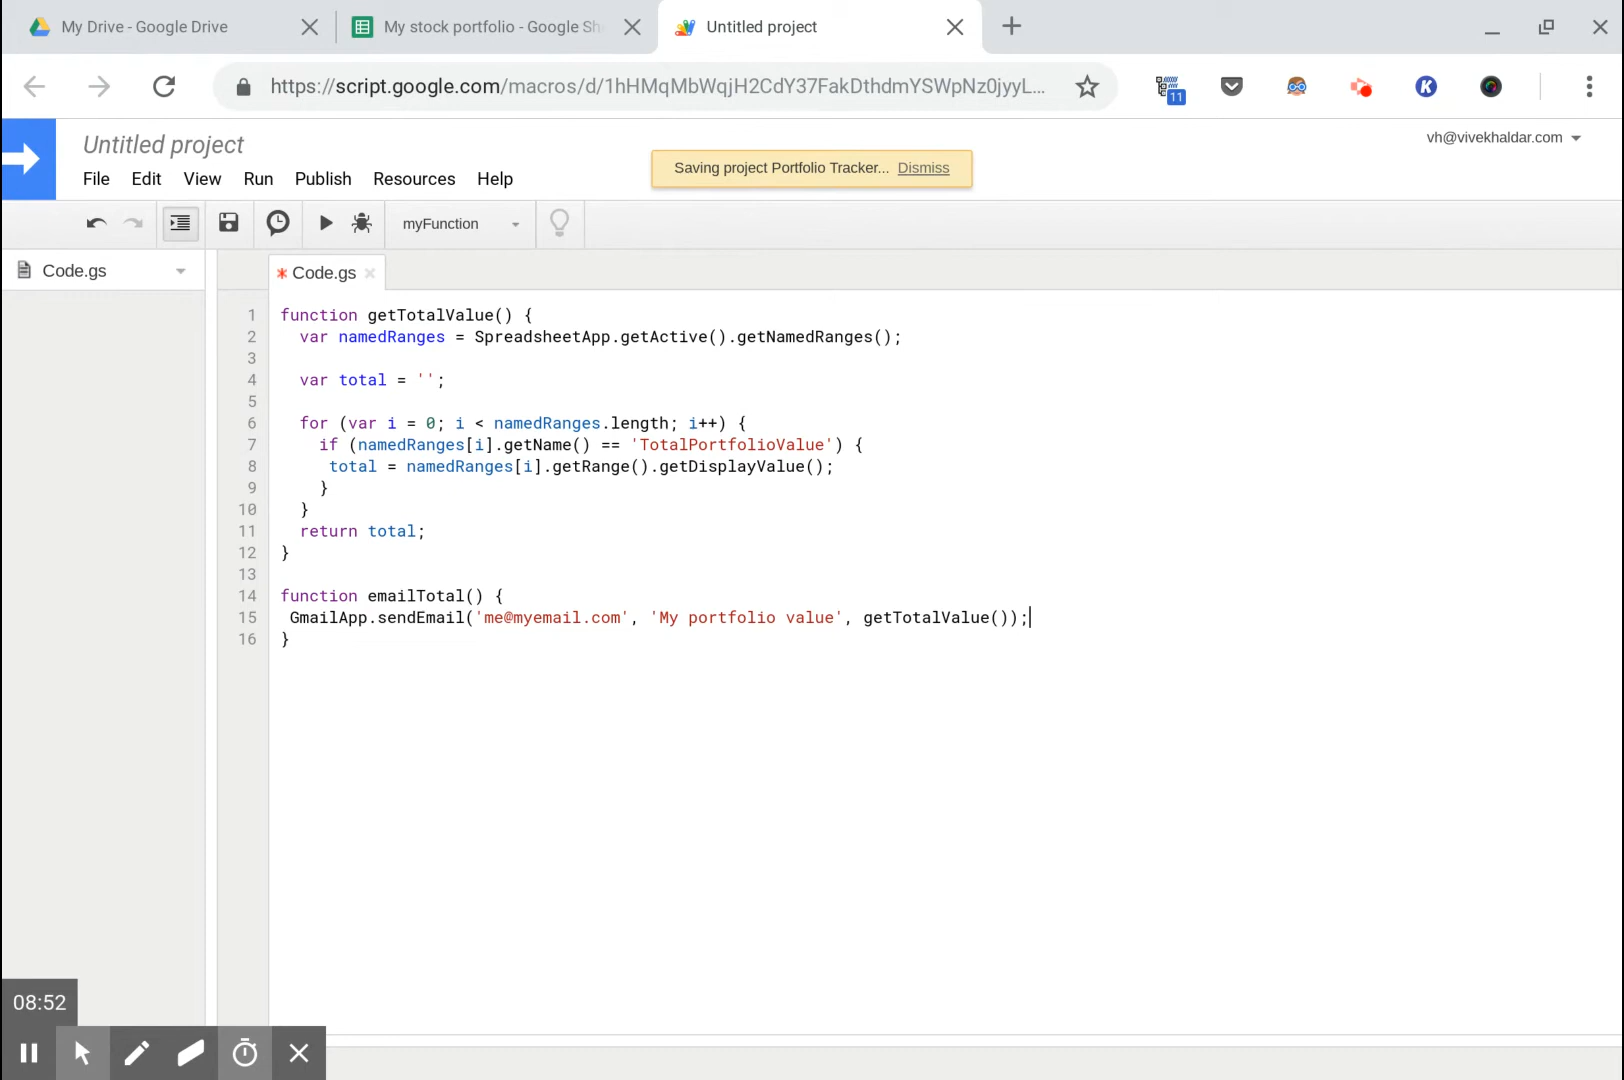 My Drive - Google Drive
My stock portfolio - Google Sh
Untitled project
https://script.google.com/macros/d/1hHMqMbWqjH2CdY37FakDthdmYSWpNz0jyyL...
11
K
Untitled project
vh@vivekhaldar.com
Saving project Portfolio Tracker... Dismiss
File Edit View Run Publish Resources Help
myFunction
Code.gs
* Code.gs
1 function getTotalValue() {
2   var namedRanges = SpreadsheetApp.getActive().getNamedRanges();
3
4   var total = '';
5
6   for (var i = 0; i < namedRanges.length; i++) {
7     if (namedRanges[i].getName() == 'TotalPortfolioValue') {
8      total = namedRanges[i].getRange().getDisplayValue();
9     }
10   }
11   return total;
12 }
13
14 function emailTotal() {
15  GmailApp.sendEmail('me@myemail.com', 'My portfolio value', getTotalValue());
16 }
08:52